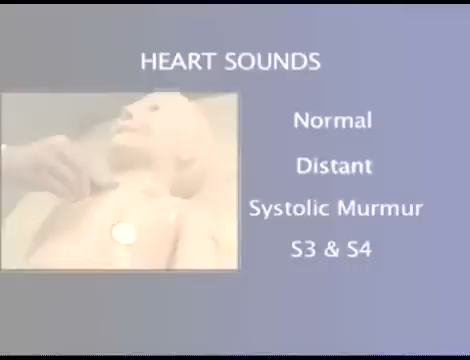 HEART SOUNDS
Normal
Distant
Systolic Murmur
S3 & S4